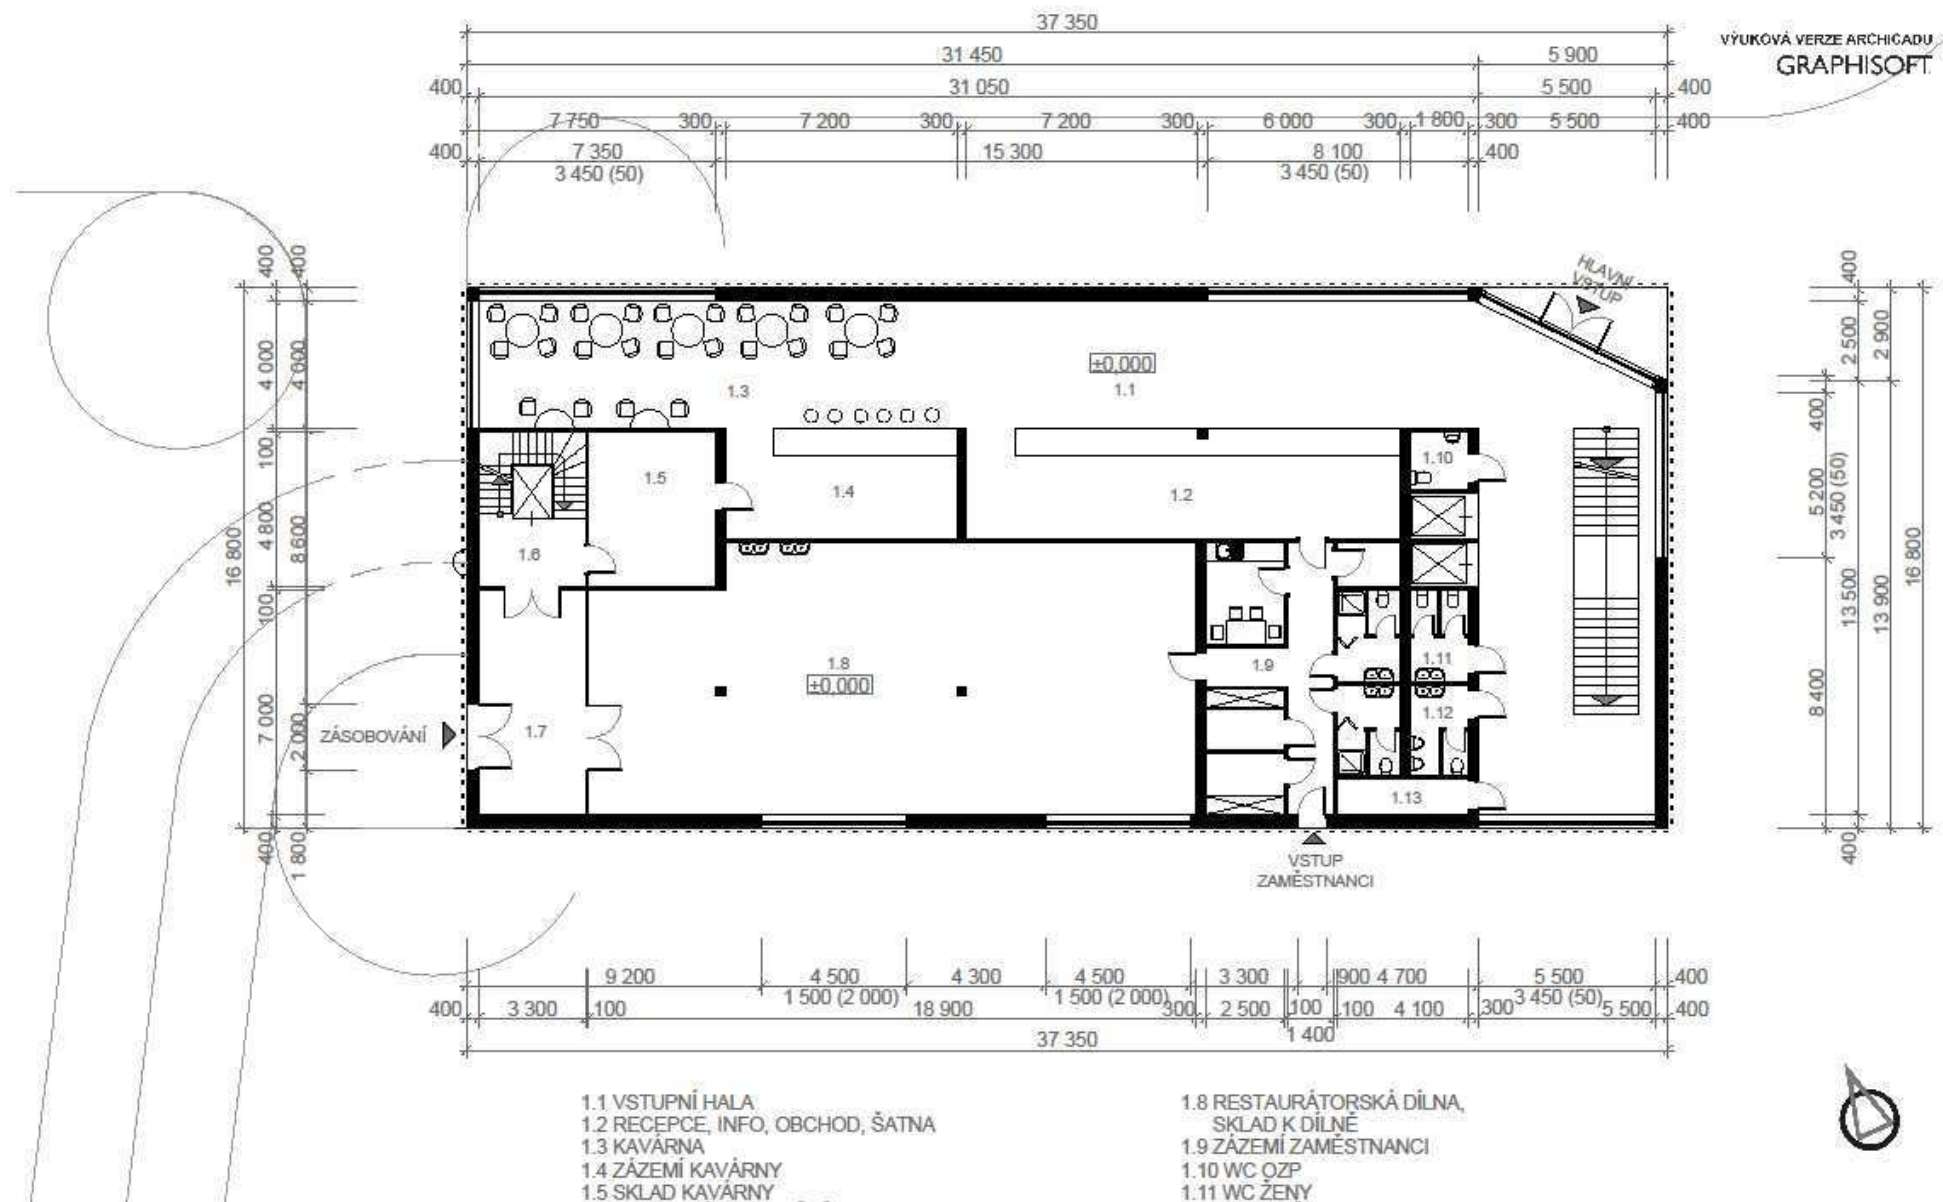 37 350
VÝUKOVÁ VERZE ARCHICADU
GRAPHISOFT
31 450 5 900
400 31 050 5 500 400
7 750 300 7 200 300 7 200 300 6 000 300 1 800 300 5 500 400
400 7 350 15 300 8 100 400
3 450 (50) 3 450 (50)
HLAVNÍ
VSTUP
400 400
4 000 4 000
100
4 800 8 600
16 800
100
7 000 2 000
400 1 800
400
2 500 2 900
400
5 200 3 450 (50)
13 500 13 900 16 800
8 400
400
±0,000
1.3 1.1
1.5 1.4 1.2 1.10
1.6
1.8
±0,000
1.9 1.11
1.12
1.7
1.13
ZÁSOBOVÁNÍ
VSTUP
ZAMĚSTNANCI
9 200 4 500 4 300 4 500 3 300 900 4 700 5 500 400
1 500 (2 000) 1 500 (2 000) 3 450 (50)
400 3 300 100 18 900 300 2 500 100 100 4 100 300 5 500 400
1 400
37 350
1.1 VSTUPNÍ HALA
1.2 RECEPCE, INFO, OBCHOD, ŠATNA
1.3 KAVÁRNA
1.4 ZÁZEMÍ KAVÁRNY
1.5 SKLAD KAVÁRNY
1.8 RESTAURÁTORSKÁ DÍLNA,
SKLAD K DÍLNĚ
1.9 ZÁZEMÍ ZAMĚSTNANCI
1.10 WC OZP
1.11 WC ŽENY